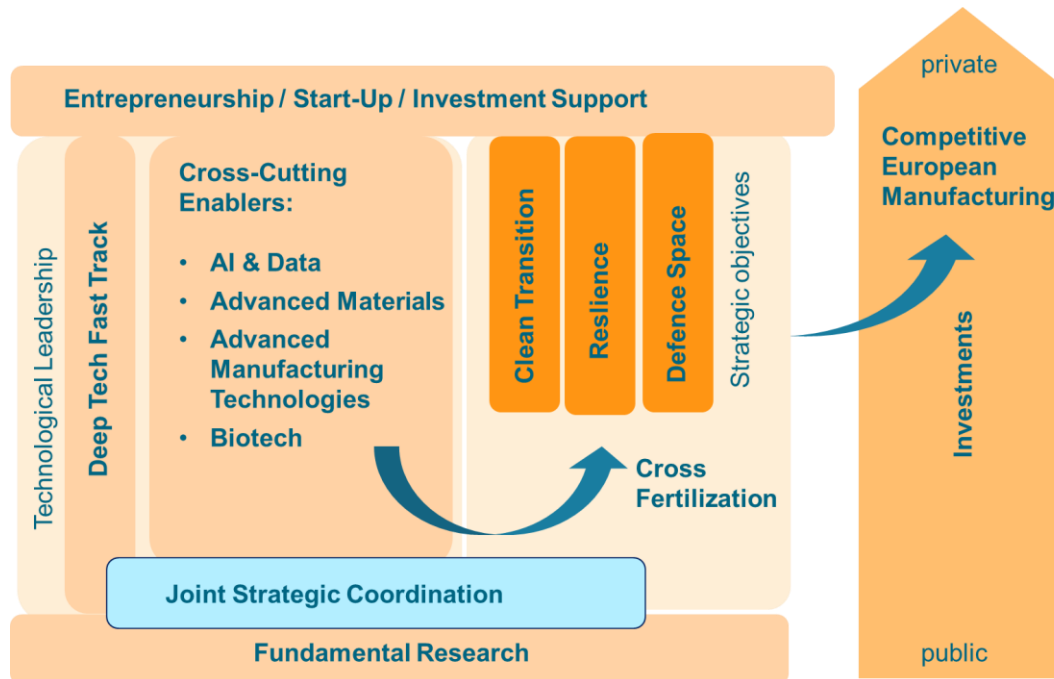 Entrepreneurship / Start-Up / Investment Support
Technological Leadership
Deep Tech Fast Track
Cross-Cutting
Enablers:
• AI & Data
• Advanced Materials
• Advanced
Manufacturing
Technologies
• Biotech
Clean Transition
Reslience
Defence Space
Strategic objectives
Cross
Fertilization
Joint Strategic Coordination
Fundamental Research
private
Competitive
European
Manufacturing
Investments
public